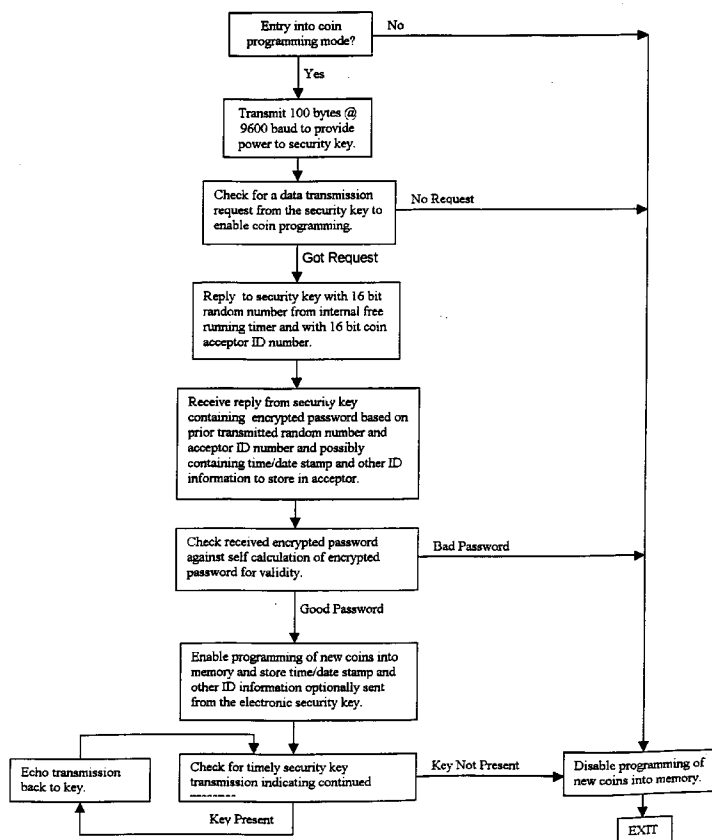 Entry into coin
programming mode?
No
Yes
Transmit 100 bytes @
9600 baud to provide
power to security key.
Check for a data transmission
request from the security key to
enable coin programming.
No Request
Got Request
Reply to security key with 16 bit
random number from internal free
running timer and with 16 bit coin
acceptor ID number.
Receive reply from security key
containing encrypted password based on
prior transmitted random number and
acceptor ID number and possibly
containing time/date stamp and other ID
information to store in acceptor.
Check received encrypted password
against self calculation of encrypted
password for validity.
Bad Password
Good Password
Enable programming of new coins into
memory and store time/date stamp and
other ID information optionally sent
from the electronic security key.
Echo transmission
back to key.
Check for timely security key
transmission indicating continued
Key Not Present
Disable programming of
new coins into memory.
Key Present
EXIT